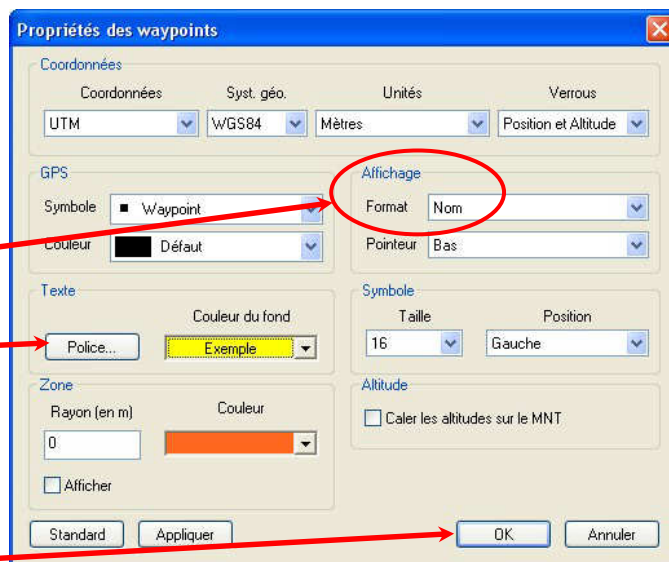 Propriétés des waypoints
Coordonnées
Coordonnées Syst. géo. Unités Verrous
UTM WGS84 Mètres Position et Altitude
GPS
Symbole Waypoint
Couleur Défaut
Affichage
Format Nom
Pointeur Bas
Texte
Couleur du fond
Police... Exemple
Symbole
Taille Position
16 Gauche
Zone
Rayon (en m) Couleur
0
Afficher
Altitude
Caler les altitudes sur le MNT
Standard Appliquer OK Annuler